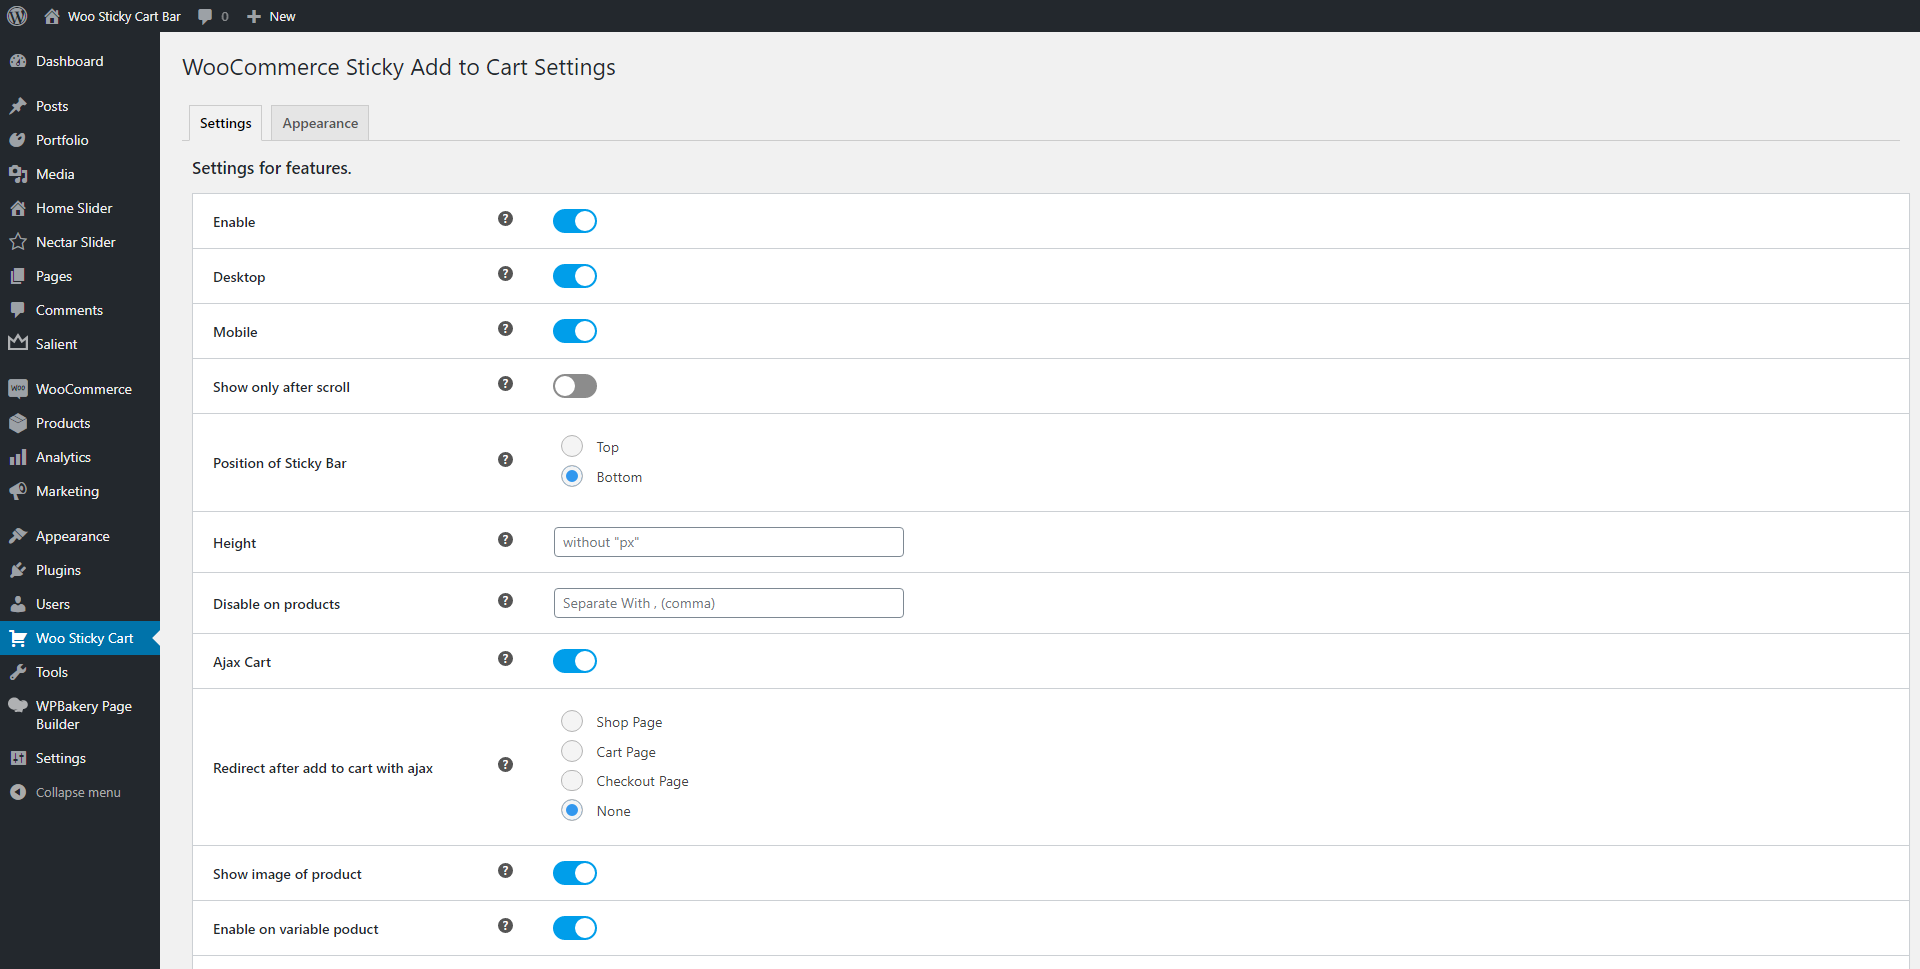 Woo Sticky Cart Bar
0
New
Dashboard
Posts
Portfolio
Media
Home Slider
Nectar Slider
Pages
Comments
Salient
WOO
WooCommerce
Products
Analytics
Marketing
Appearance
Plugins
Users
Woo Sticky Cart
Tools
WPBakery Page
Builder
Settings
Collapse menu
WooCommerce Sticky Add to Cart Settings
Settings
Appearance
Settings for features.
Enable ?
Desktop ?
Mobile ?
Show only after scroll ?
Position of Sticky Bar ?
Top
Bottom
Height ?
without "px"
Disable on products ?
Separate With , (comma)
Ajax Cart ?
Redirect after add to cart with ajax ?
Shop Page
Cart Page
Checkout Page
None
Show image of product ?
Enable on variable poduct ?